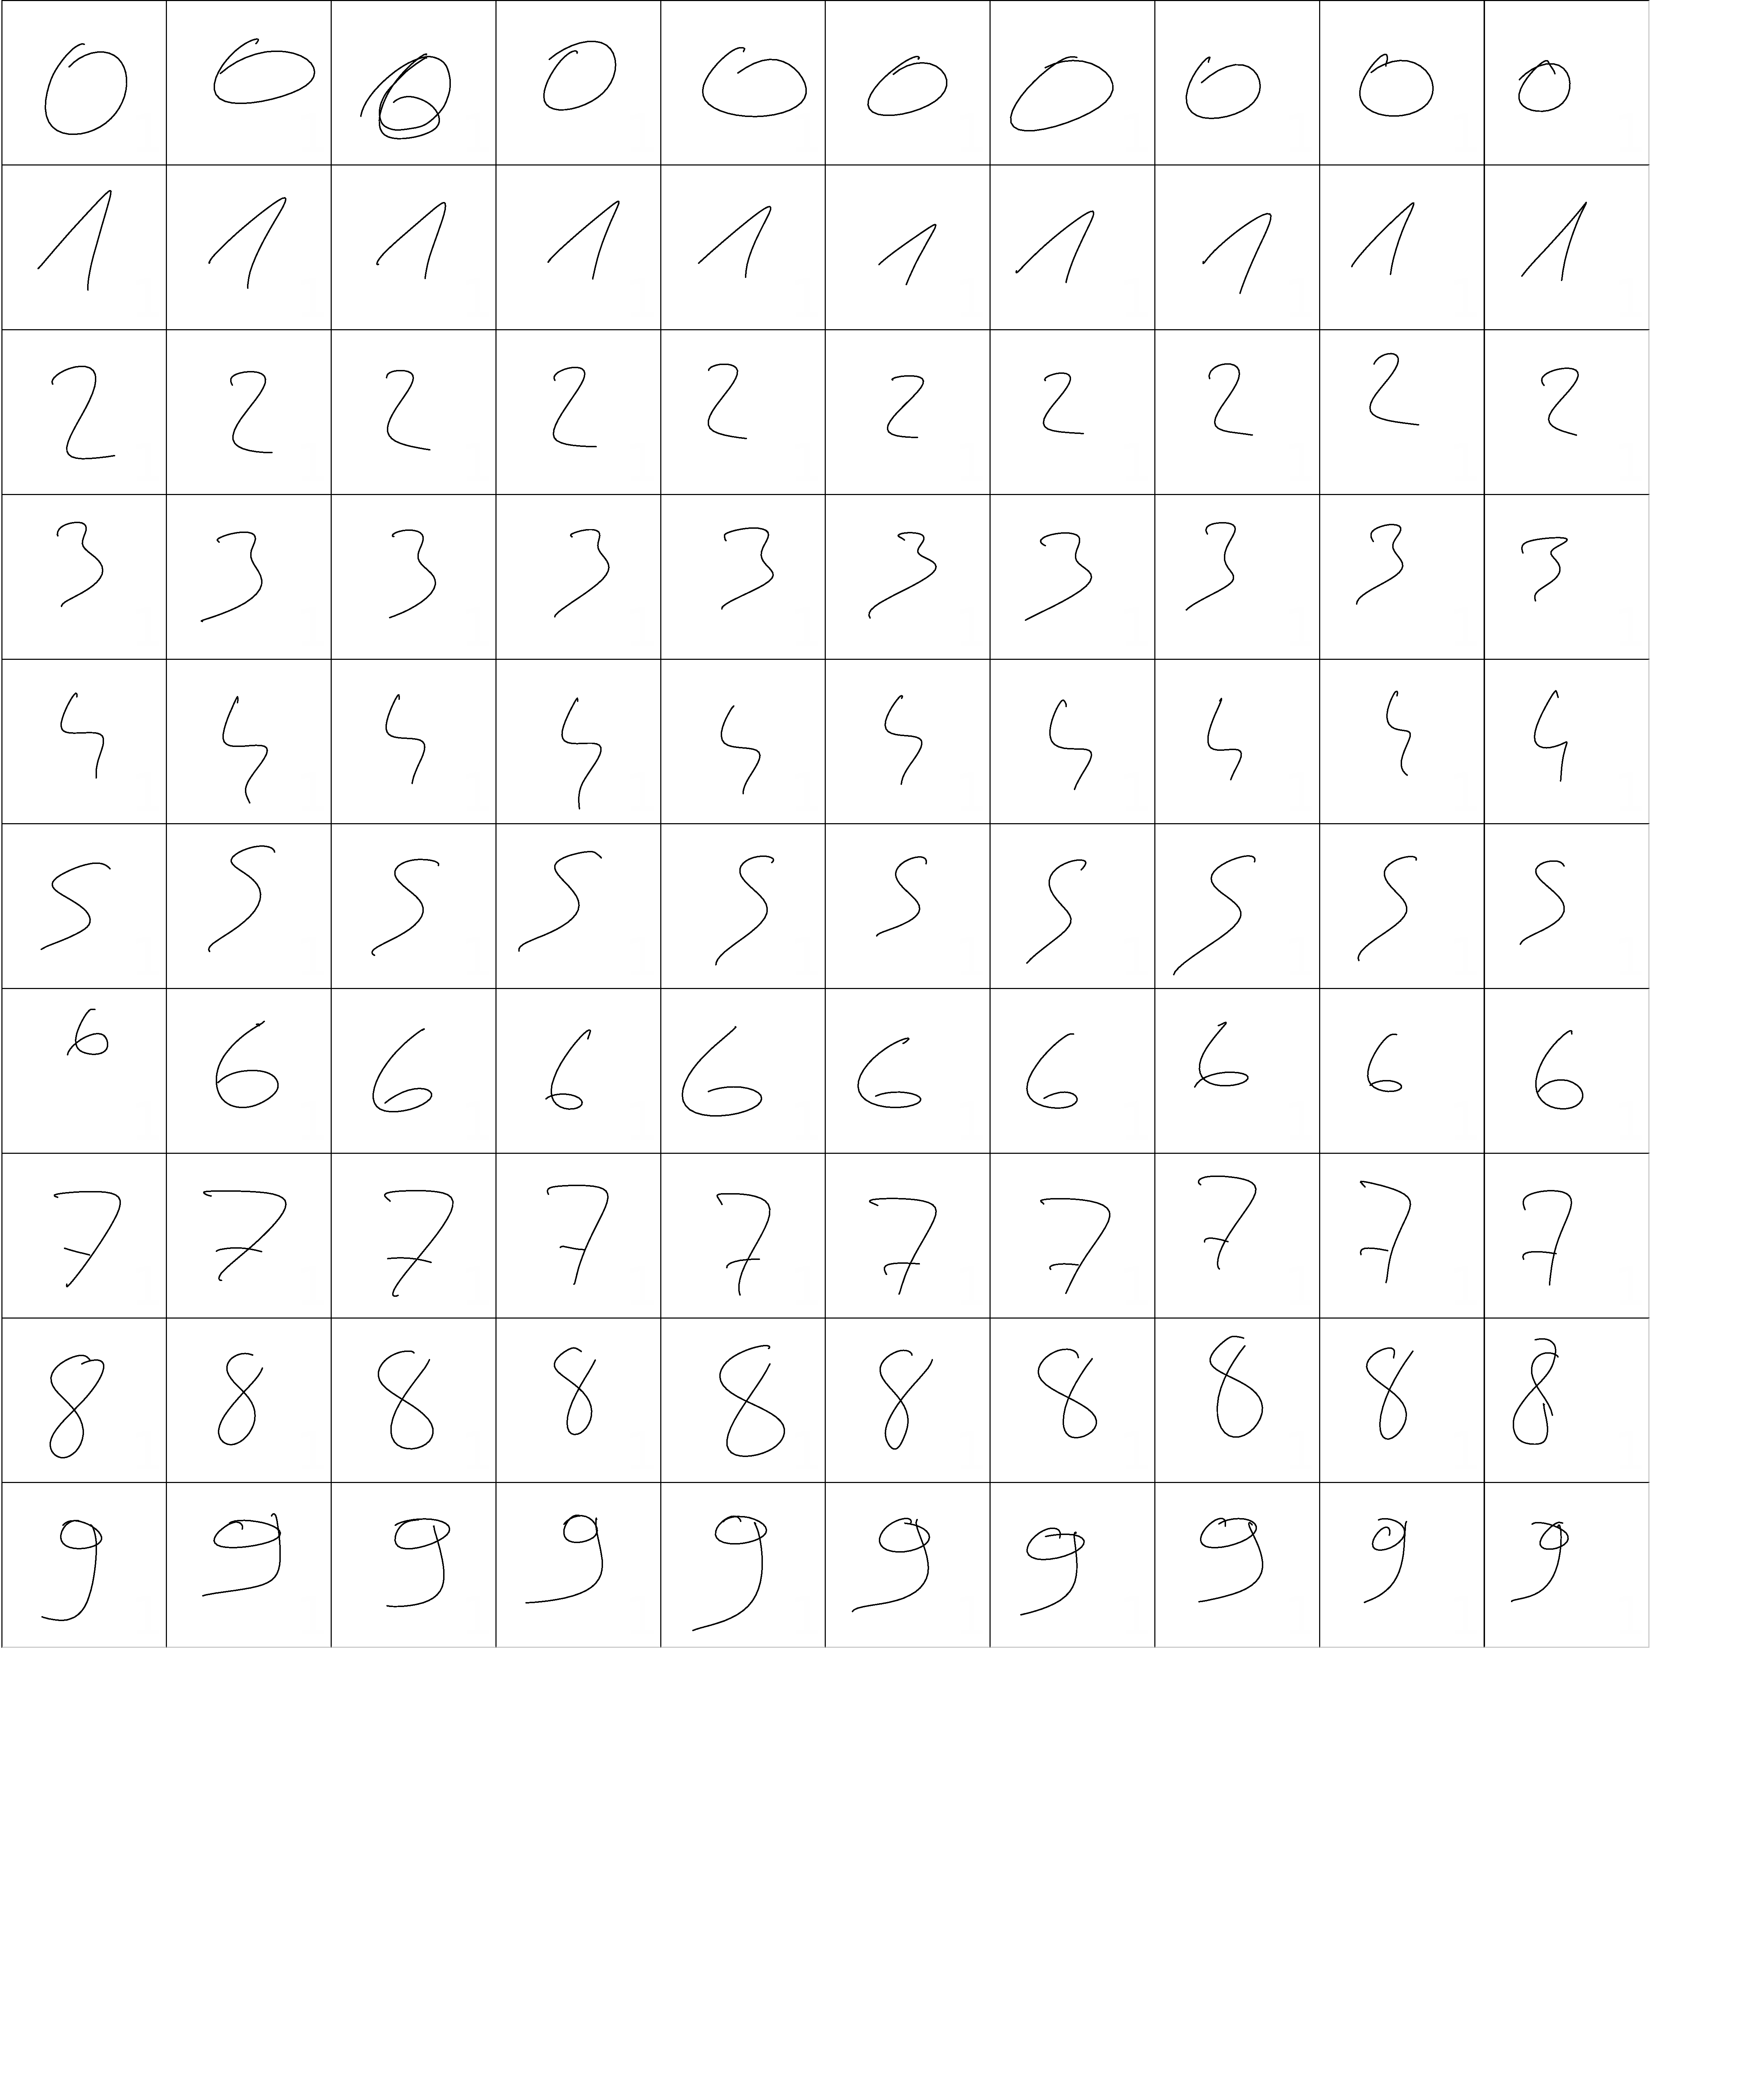 0 0 0 0 0 0 0 0 0 0
1 1 1 1 1 1 1 1 1 1
2 2 2 2 2 2 2 2 2 2
3 3 3 3 3 3 3 3 3 3
4 4 4 4 4 4 4 4 4 4
5 5 5 5 5 5 5 5 5 5
6 6 6 6 6 6 6 6 6 6
7 7 7 7 7 7 7 7 7 7
8 8 8 8 8 8 8 8 8 8
9 9 9 9 9 9 9 9 9 9